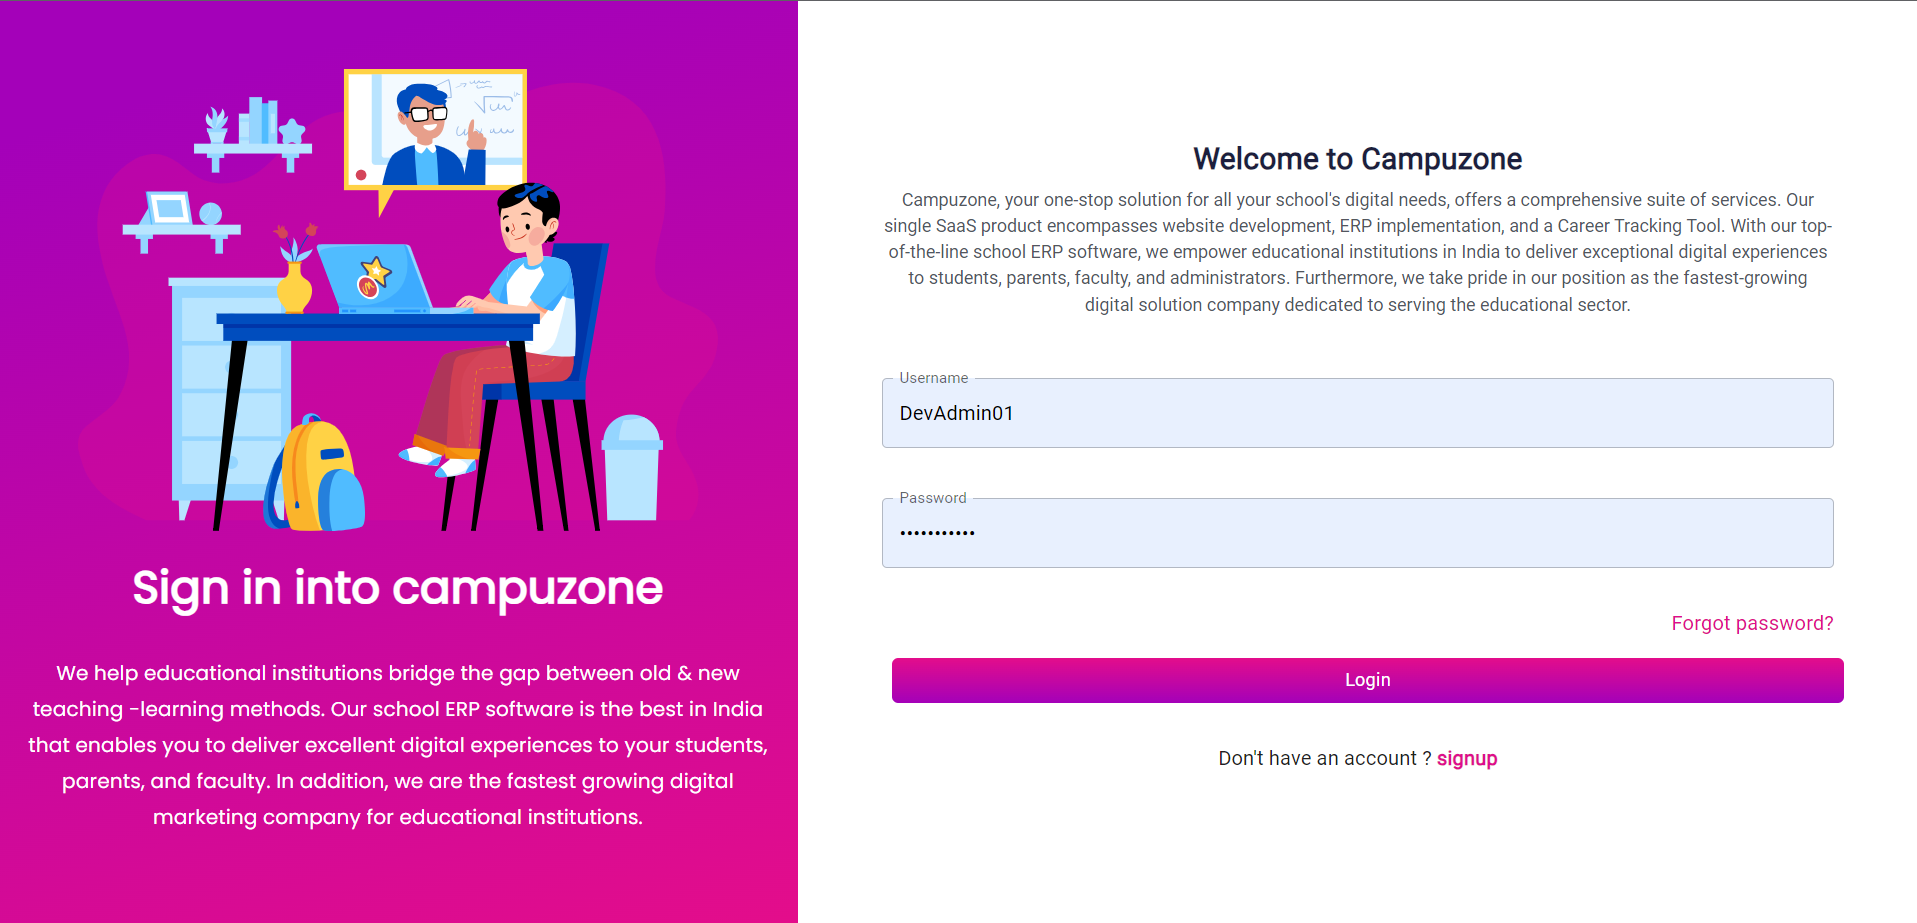 Sign in into campuzone
We help educational institutions bridge the gap between old & new
teaching -learning methods. Our school ERP software is the best in India
that enables you to deliver excellent digital experiences to your students,
parents, and faculty. In addition, we are the fastest growing digital
marketing company for educational institutions.
Welcome to Campuzone
Campuzone, your one-stop solution for all your school's digital needs, offers a comprehensive suite of services. Our
single SaaS product encompasses website development, ERP implementation, and a Career Tracking Tool. With our top-
of-the-line school ERP software, we empower educational institutions in India to deliver exceptional digital experiences
to students, parents, faculty, and administrators. Furthermore, we take pride in our position as the fastest-growing
digital solution company dedicated to serving the educational sector.
Username
DevAdmin01
Password
•••••••••••
Forgot password?
Login
Don't have an account ? signup